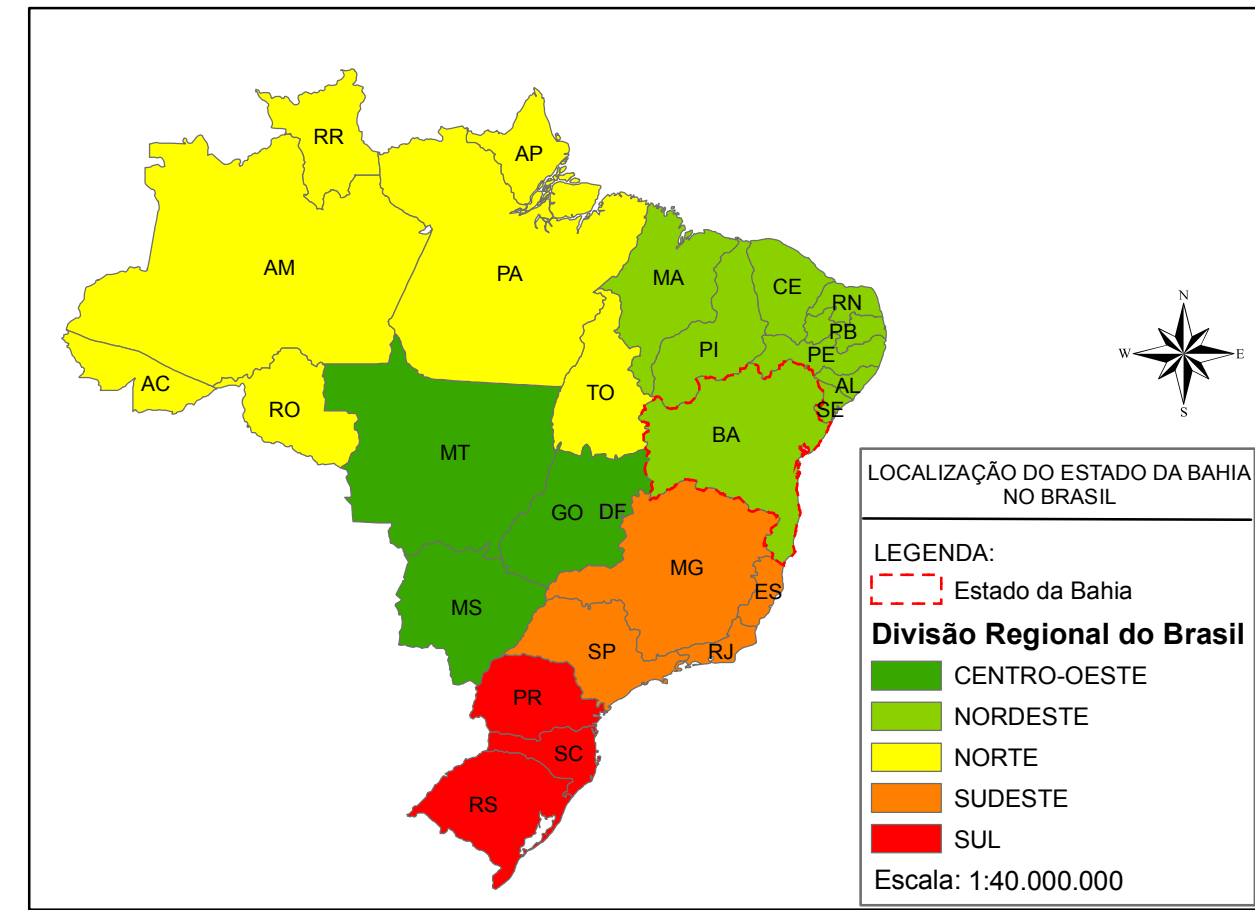 RR
AP
AM
PA
MA
CE
RN
PB
PI
PE
AC
TO
AL
RO
SE
BA
MT
GO DF
MG
ES
MS
SP
RJ
PR
SC
RS
N
W
E
S
LOCALIZAÇÃO DO ESTADO DA BAHIA
NO BRASIL
LEGENDA:
Estado da Bahia
Divisão Regional do Brasil
CENTRO-OESTE
NORDESTE
NORTE
SUDESTE
SUL
Escala: 1:40.000.000